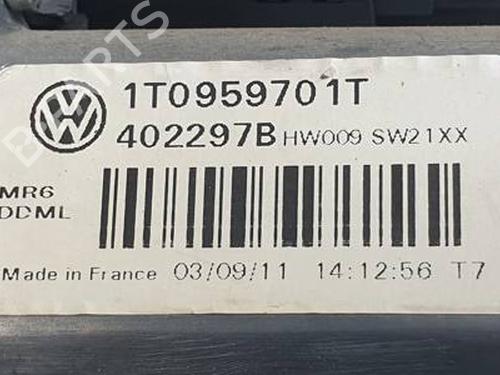 1T0959701T
402297B HW009 SW21XX
MR6
DDML
Made in France 03/09/11 14:12:56 T7